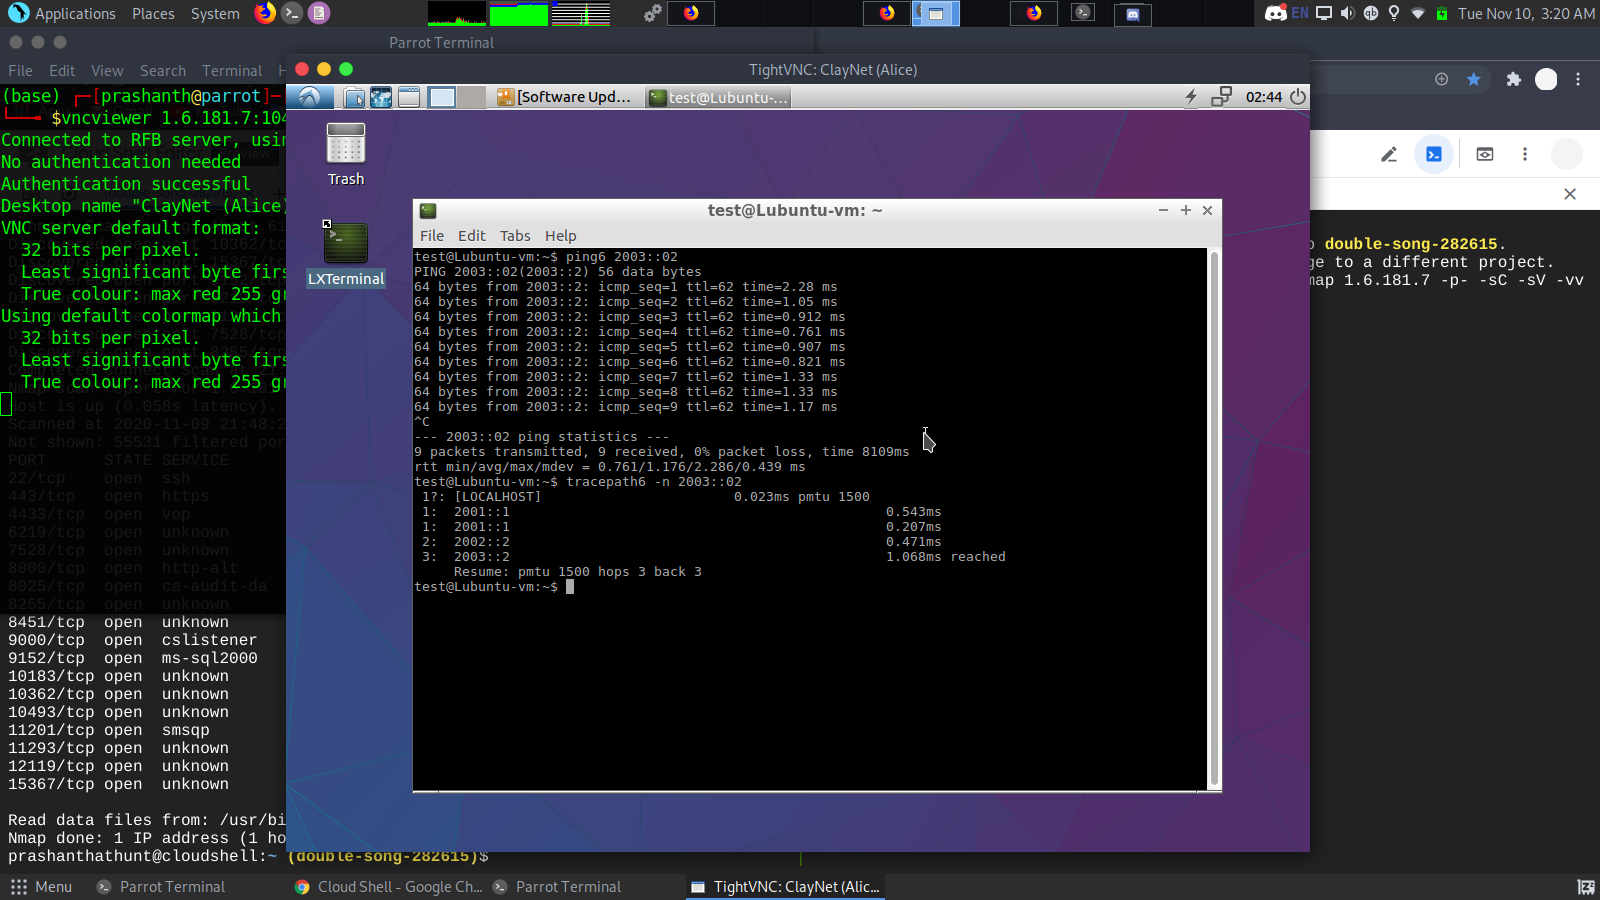 Applications Places System
EN
Tue Nov 10, 3:20 AM
Parrot Terminal
File Edit View Search Terminal H
(base) ┌─[prashanth@parrot]─
└──╼ $vncviewer 1.6.181.7:104
Connected to RFB server, usin
No authentication needed
Authentication successful
Desktop name "ClayNet (Alice)
VNC server default format:
32 bits per pixel.
Least significant byte firs
True colour: max red 255 gr
Using default colormap which
32 bits per pixel.
Least significant byte firs
True colour: max red 255 gr
Host is up (0.058s latency).
Scanned at 2020-11-09 21:48:2
Not shown: 55531 filtered por
PORT STATE SERVICE
22/tcp open ssh
443/tcp open https
4433/tcp open vop
6219/tcp open unknown
7528/tcp open unknown
8000/tcp open http-alt
8025/tcp open ca-audit-da
8255/tcp open unknown
8451/tcp open unknown
9000/tcp open cslistener
9152/tcp open ms-sql2000
10183/tcp open unknown
10362/tcp open unknown
10493/tcp open unknown
11201/tcp open smsqp
11293/tcp open unknown
12119/tcp open unknown
15367/tcp open unknown
Read data files from: /usr/bi
Nmap done: 1 IP address (1 ho
prashanthathunt@cloudshell:~ (double-song-282615)$
TightVNC: ClayNet (Alice)
[Software Upd...
test@Lubuntu-...
02:44
Trash
LXTerminal
test@Lubuntu-vm: ~
File Edit Tabs Help
test@Lubuntu-vm:~$ ping6 2003::02
PING 2003::02(2003::2) 56 data bytes
64 bytes from 2003::2: icmp_seq=1 ttl=62 time=2.28 ms
64 bytes from 2003::2: icmp_seq=2 ttl=62 time=1.05 ms
64 bytes from 2003::2: icmp_seq=3 ttl=62 time=0.912 ms
64 bytes from 2003::2: icmp_seq=4 ttl=62 time=0.761 ms
64 bytes from 2003::2: icmp_seq=5 ttl=62 time=0.907 ms
64 bytes from 2003::2: icmp_seq=6 ttl=62 time=0.821 ms
64 bytes from 2003::2: icmp_seq=7 ttl=62 time=1.33 ms
64 bytes from 2003::2: icmp_seq=8 ttl=62 time=1.33 ms
64 bytes from 2003::2: icmp_seq=9 ttl=62 time=1.17 ms
^C
--- 2003::02 ping statistics ---
9 packets transmitted, 9 received, 0% packet loss, time 8109ms
rtt min/avg/max/mdev = 0.761/1.176/2.286/0.439 ms
test@Lubuntu-vm:~$ tracepath6 -n 2003::02
1?: [LOCALHOST] 0.023ms pmtu 1500
1: 2001::1 0.543ms
1: 2001::1 0.207ms
2: 2002::2 0.471ms
3: 2003::2 1.068ms reached
Resume: pmtu 1500 hops 3 back 3
test@Lubuntu-vm:~$
double-song-282615.
ge to a different project.
map 1.6.181.7 -p- -sC -sV -vv
Menu
Parrot Terminal
Cloud Shell - Google Ch...
Parrot Terminal
TightVNC: ClayNet (Alic...